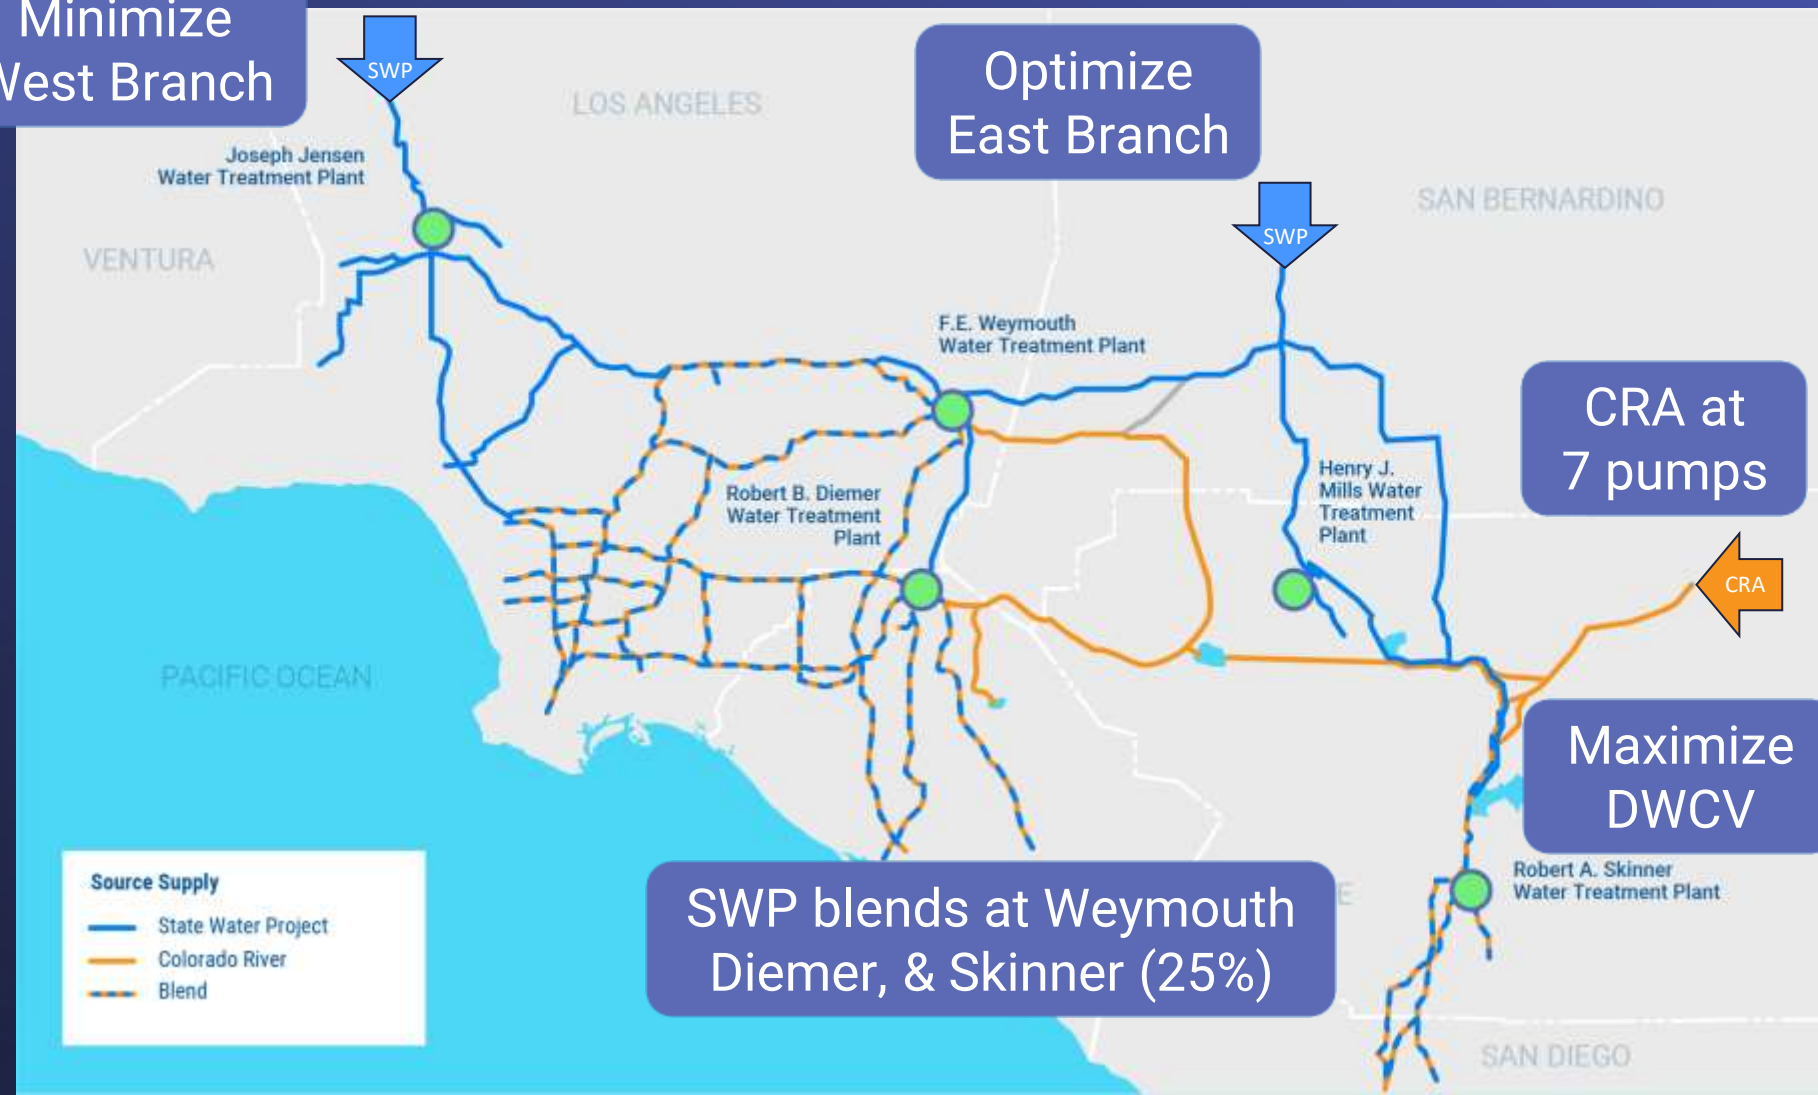 Minimize
West Branch
SWP
LOS ANGELES
Optimize
East Branch
Joseph Jensen
Water Treatment Plant
SWP
SAN BERNARDINO
VENTURA
F.E. Weymouth
Water Treatment Plant
CRA at
7 pumps
Henry J.
Mills Water
Treatment
Plant
Robert B. Diemer
Water Treatment
Plant
CRA
PACIFIC OCEAN
Maximize
DWCV
Source Supply
State Water Project
Colorado River
Blend
SWP blends at Weymouth
Diemer, & Skinner (25%)
E
Robert A. Skinner
Water Treatment Plant
SAN DIEGO